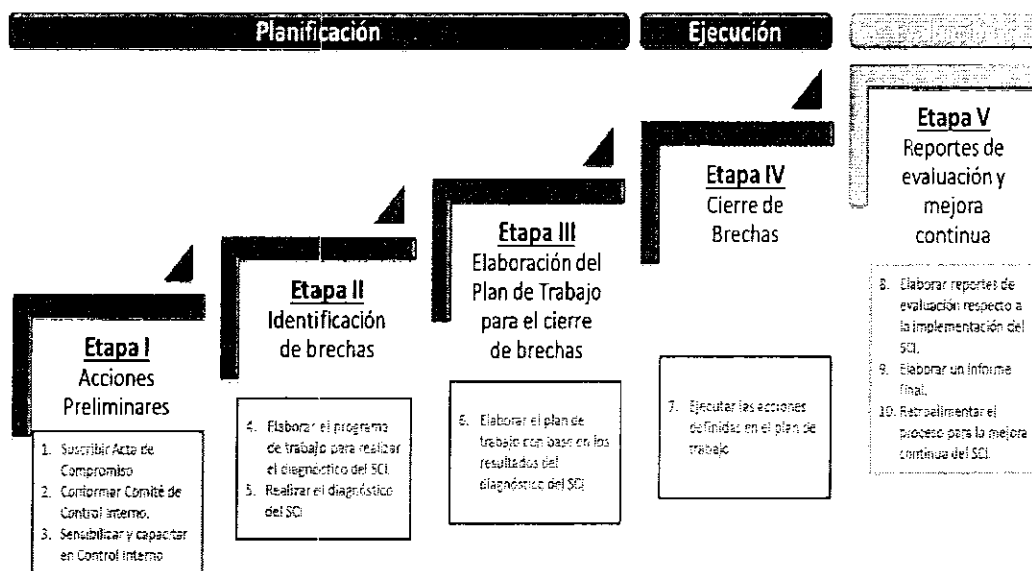 Planificación
Ejecución
Etapa I
Acciones
Preliminares
1. Suscribir Acta de
Compromiso
2. Conformar Comité de
Control Interno.
3. Sensibilizar y capacitar
en Control Interno
Etapa II
Identificación
de brechas
4. Elaborar el programa
de trabajo para realizar
el diagnóstico del SCI.
5. Realizar el diagnóstico
del SCI
Etapa III
Elaboración del
Plan de Trabajo
para el cierre
de brechas
6. Elaborar el plan de
trabajo con base en los
resultados del
diagnóstico del SCI
Etapa IV
Cierre de
Brechas
7. Ejecutar las acciones
definidas en el plan de
trabajo
Etapa V
Reportes de
evaluación y
mejora
continua
8. Elaborar reportes de
evaluación respecto a
la implementación del
SCI.
9. Elaborar un informe
final.
10. Retroalimentar el
proceso para la mejora
continua del SCI.